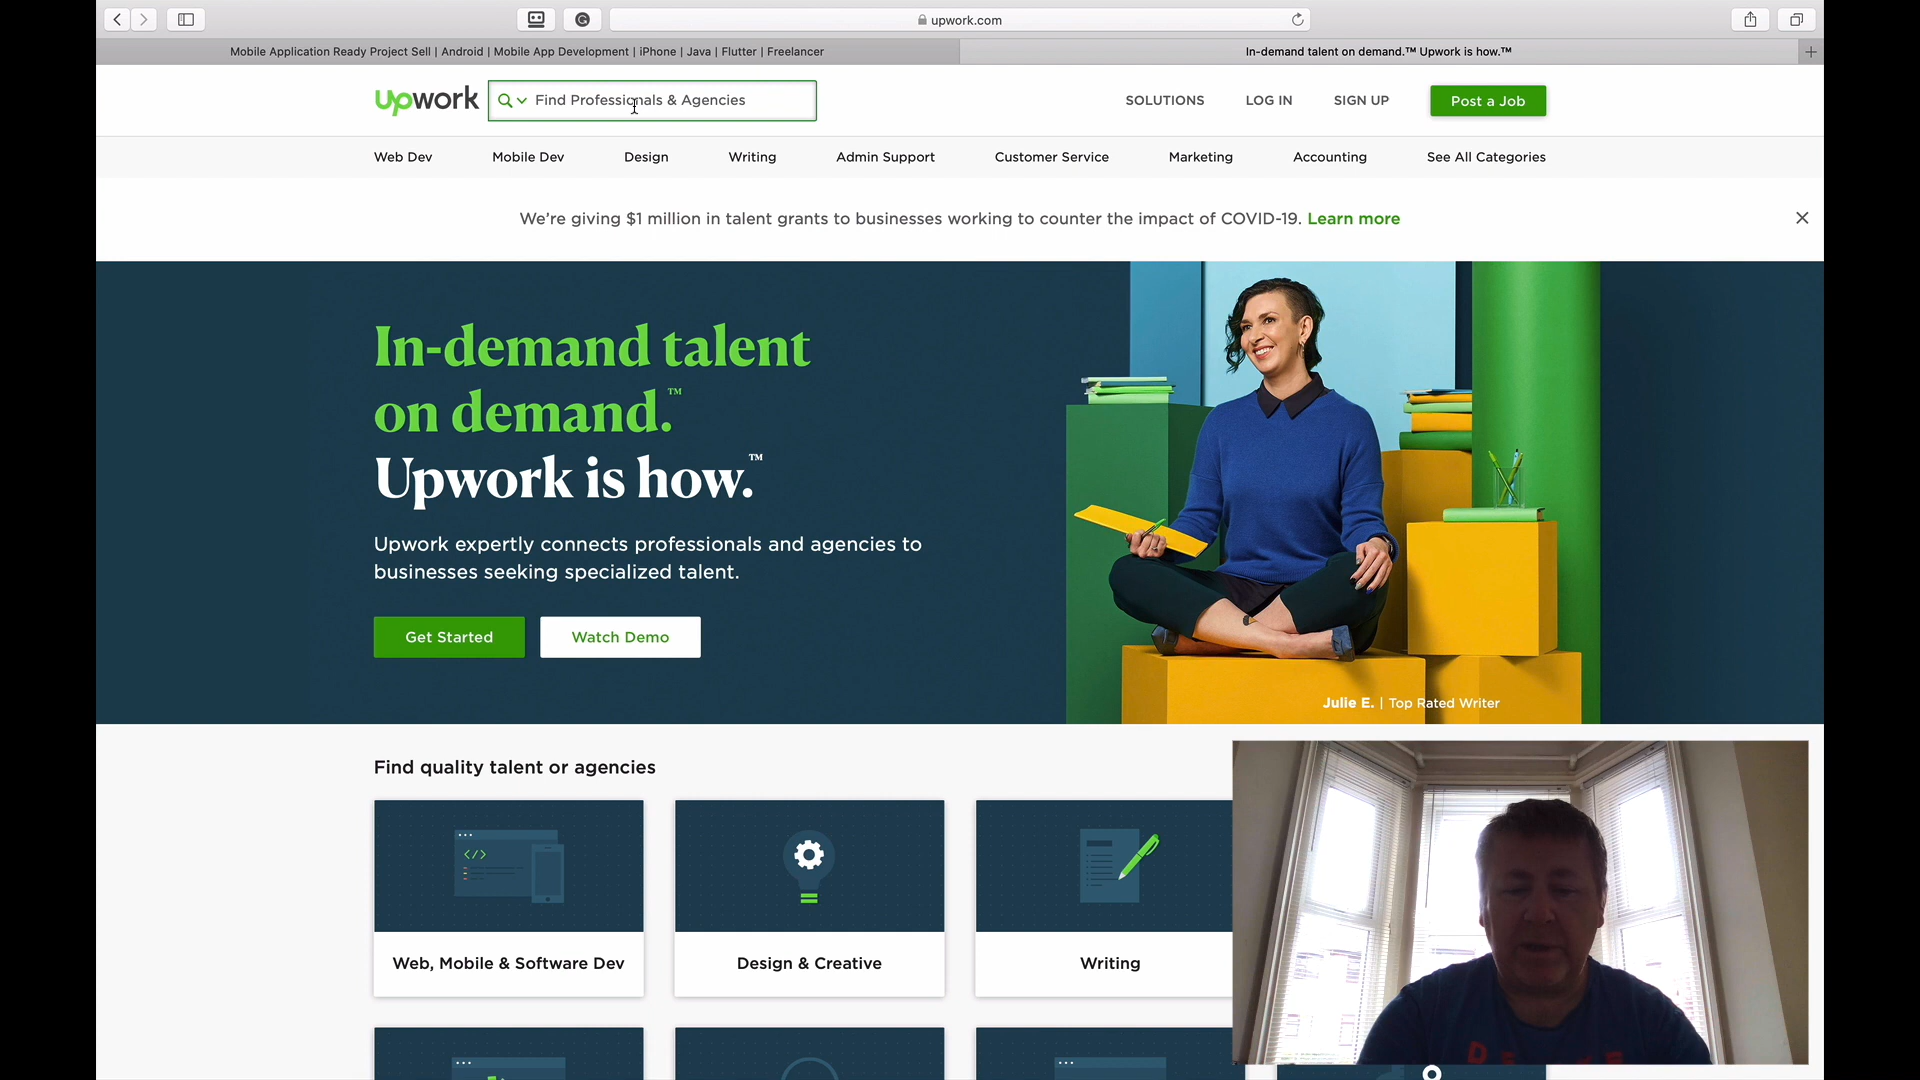 upwork.com
Mobile Application Ready Project Sell | Android | Mobile App Development | iPhone | Java | Flutter | Freelancer
In-demand talent on demand.™ Upwork is how.™
Upwork
Find Professionals & Agencies
SOLUTIONS
LOG IN
SIGN UP
Post a Job
Web Dev
Mobile Dev
Design
Writing
Admin Support
Customer Service
Marketing
Accounting
See All Categories
We're giving $1 million in talent grants to businesses working to counter the impact of COVID-19. Learn more
In-demand talent
on demand.™
Upwork is how.™
Upwork expertly connects professionals and agencies to
businesses seeking specialized talent.
Get Started
Watch Demo
Julie E. | Top Rated Writer
Find quality talent or agencies
Web, Mobile & Software Dev
Design & Creative
Writing